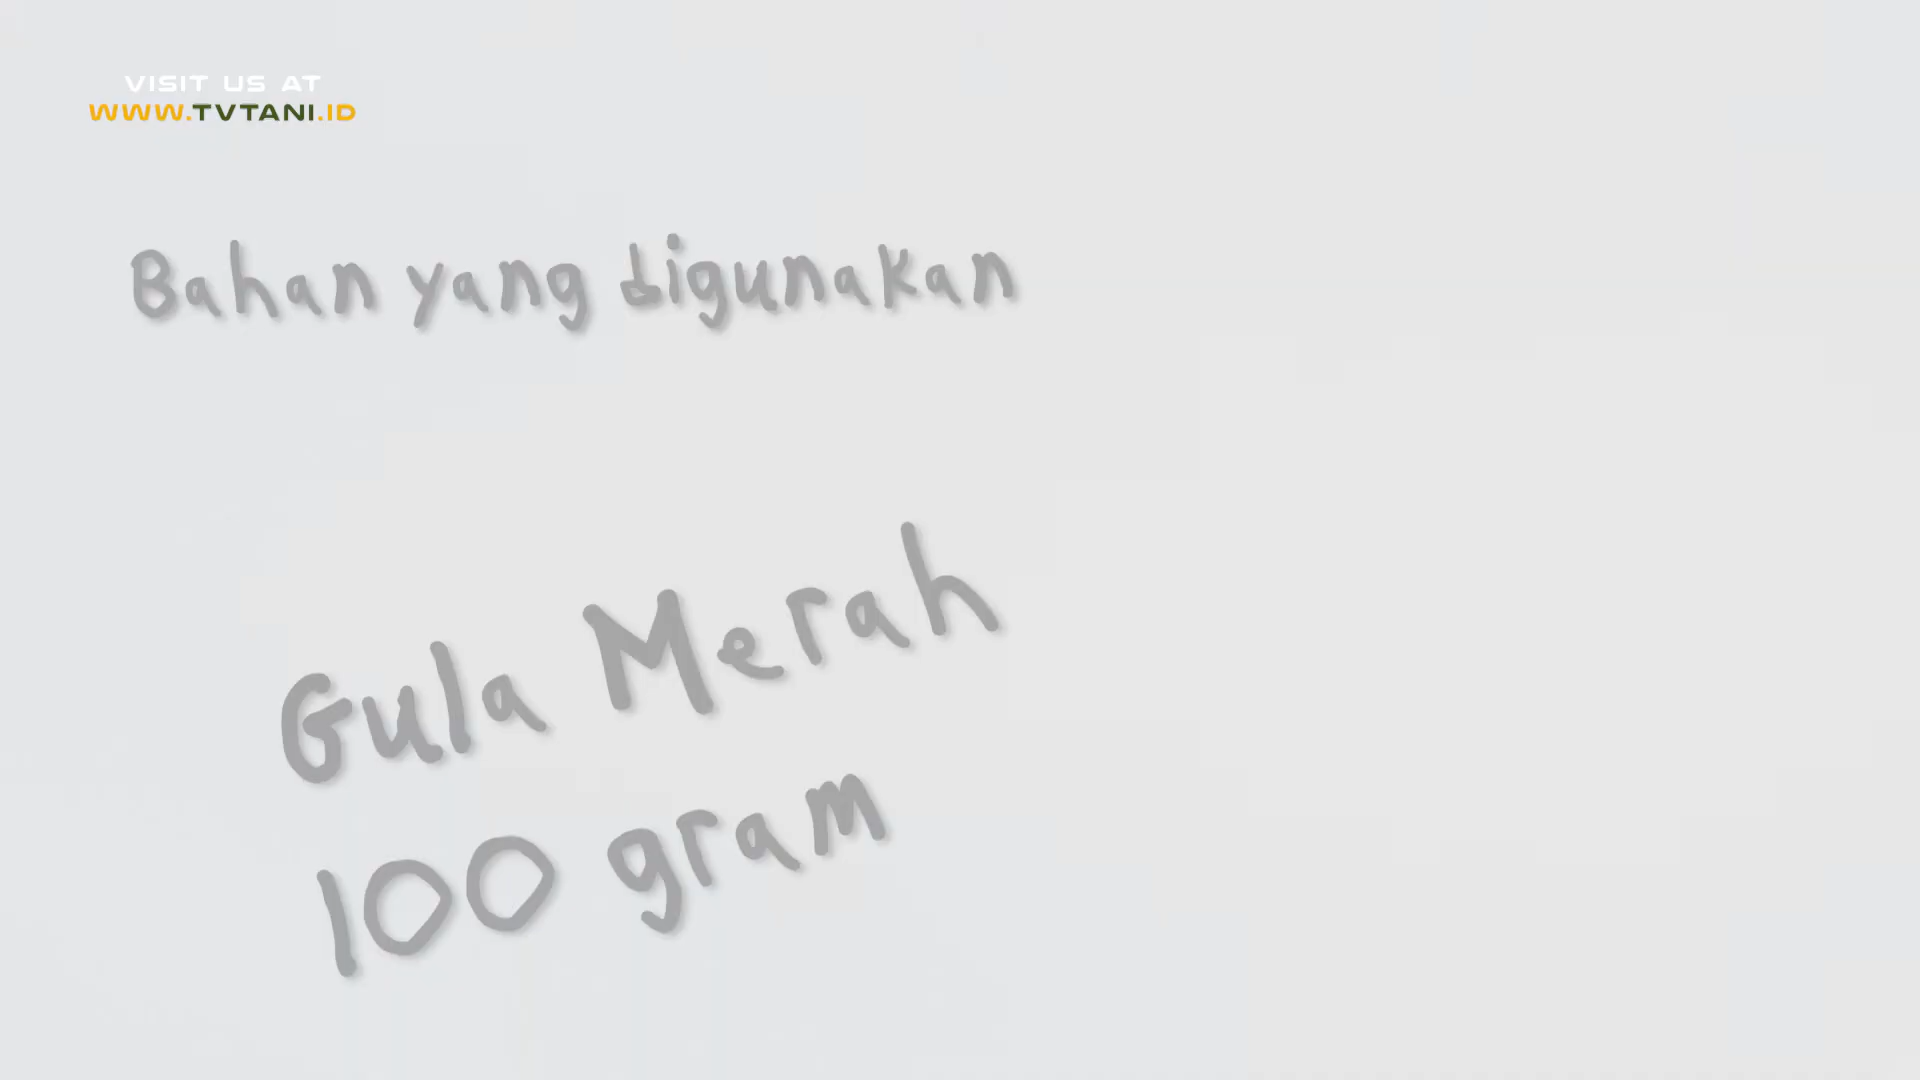 VISIT US AT
WWW.TVTANI.ID
Bahan yang digunakan
Gula Merah
100 gram